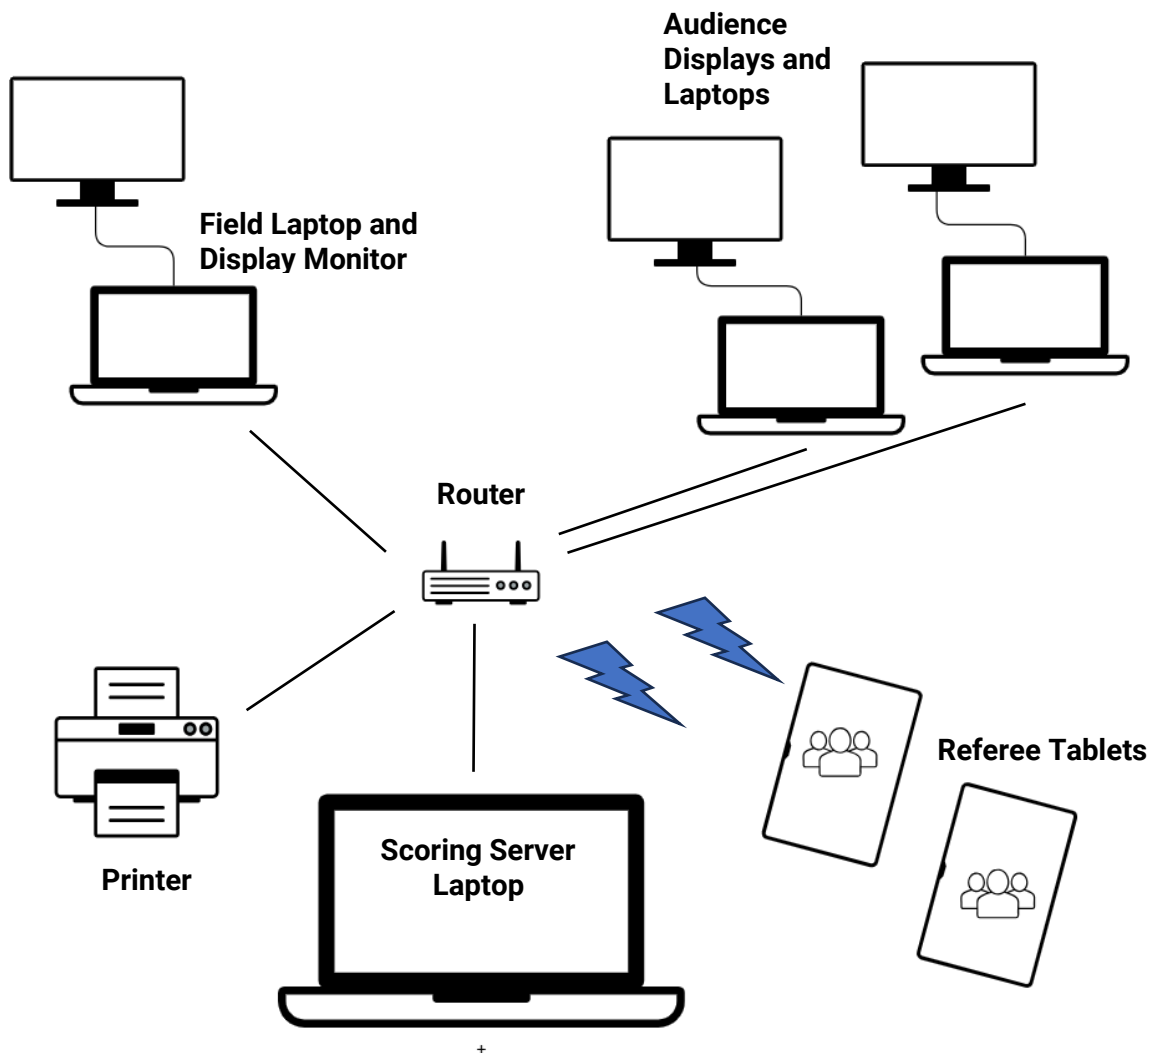 Audience
Displays and
Laptops
Field Laptop and
Display Monitor
Router
Referee Tablets
Scoring Server
Laptop
Printer
+